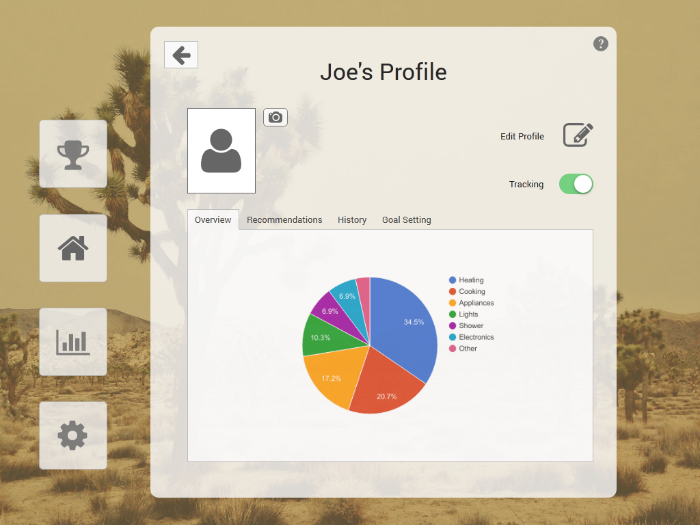 ?
Joe's Profile
Edit Profile
Tracking
Overview Recommendations History Goal Setting
Heating
Cooking
Appliances
Lights
Shower
Electronics
Other
34.5%
20.7%
17.2%
10.3%
6.9%
6.9%